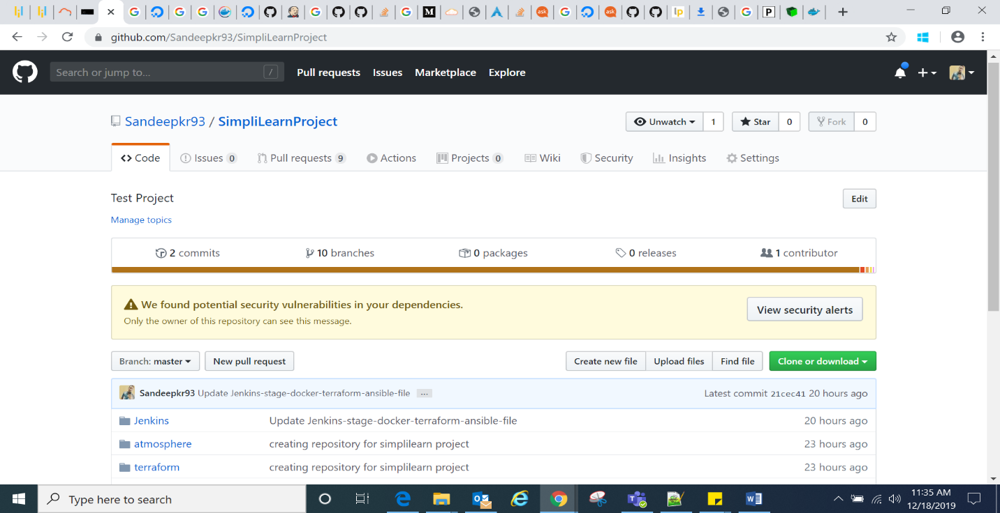 ask
ask
lp
P
M
github.com/Sandeepkr93/SimpliLearnProject
Search or jump to...
/
Pull requests Issues Marketplace Explore
Sandeepkr93 / SimpliLearnProject
Unwatch 1 Star 0 Fork 0
Code Issues 0 Pull requests 9 Actions Projects 0 Wiki Security Insights Settings
Test Project
Edit
Manage topics
2 commits 10 branches 0 packages 0 releases 1 contributor
We found potential security vulnerabilities in your dependencies.
Only the owner of this repository can see this message.
View security alerts
Branch: master New pull request Create new file Upload files Find file Clone or download
Sandeepkr93 Update Jenkins-stage-docker-terraform-ansible-file ... Latest commit 21cec41 20 hours ago
Jenkins Update Jenkins-stage-docker-terraform-ansible-file 20 hours ago
atmosphere creating repository for simplilearn project 23 hours ago
terraform creating repository for simplilearn project 23 hours ago
Type here to search
11:35 AM
12/18/2019